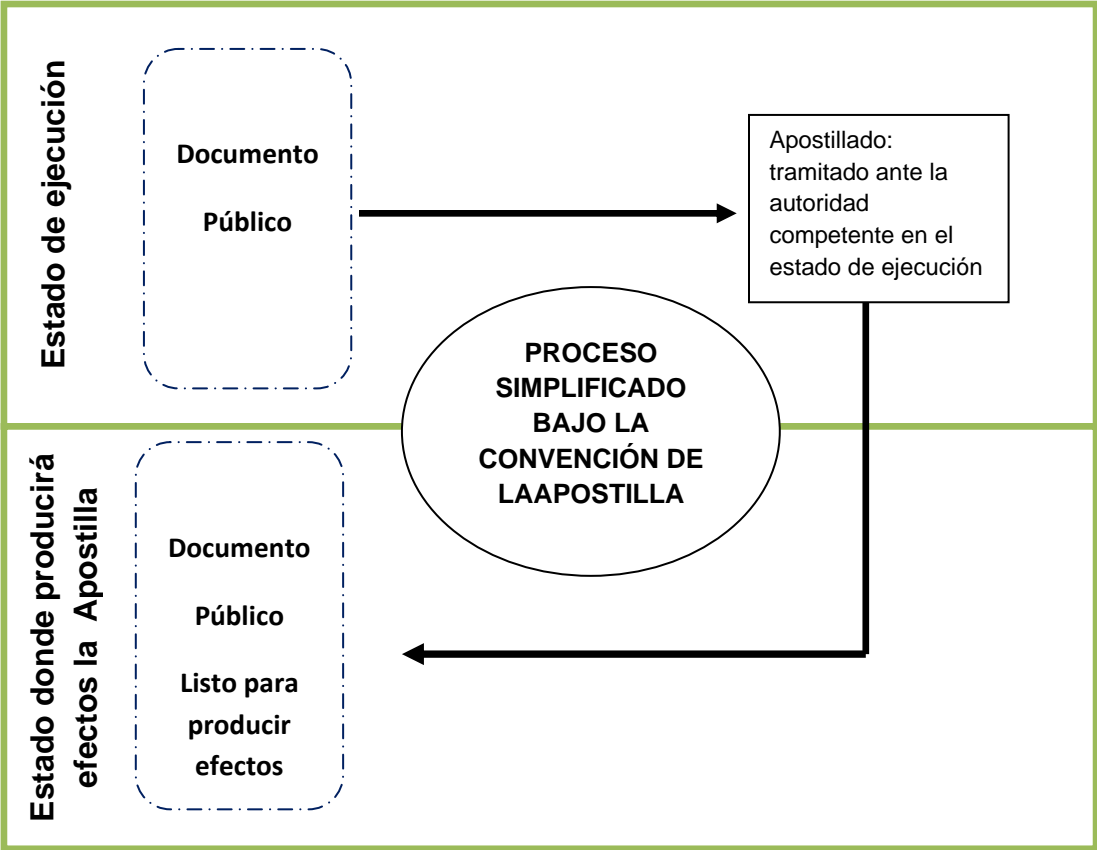 Estado de ejecución
Documento
Público
Apostillado:
tramitado ante la
autoridad
competente en el
estado de ejecución
PROCESO
SIMPLIFICADO
BAJO LA
CONVENCIÓN DE
LAAPOSTILLA
Estado donde producirá
efectos la Apostilla
Documento
Público
Listo para
producir
efectos